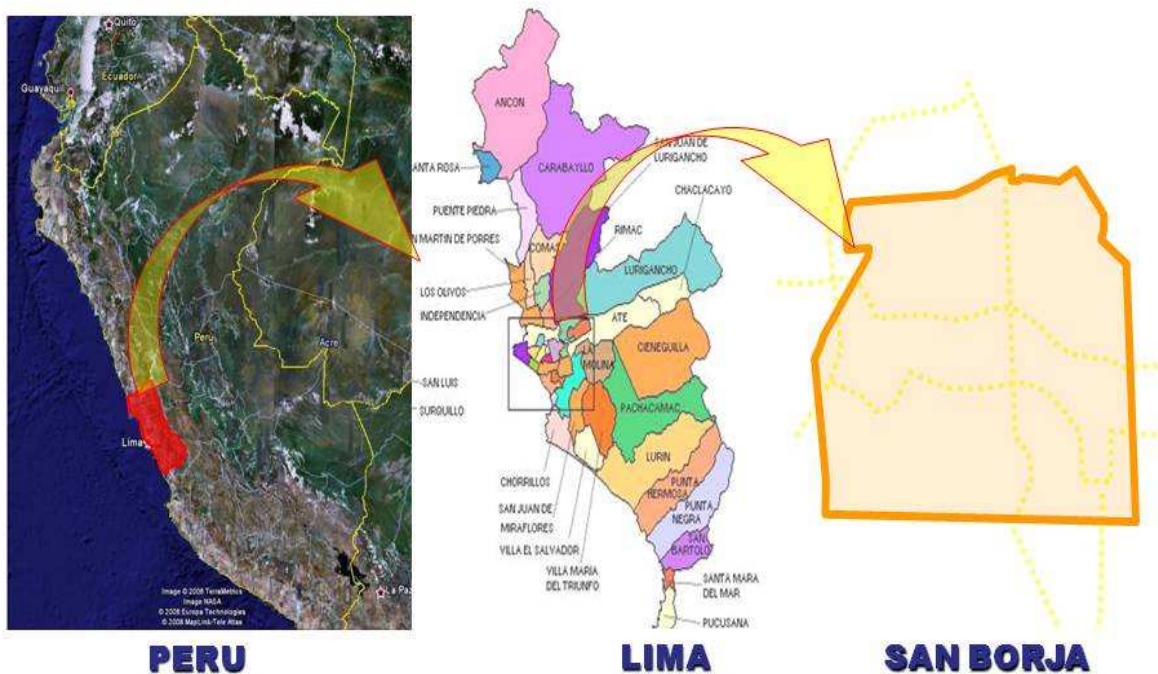 Quito
Ecuador
Guayaquil
Peru
Acre
Lima
La Paz
Image © 2008 TerraMetrics
Image NASA
© 2008 Europa Technologies
© 2008 MapLink-Tele Atlas
PERU
ANCON
SANTA ROSA
CARABAYLLO
SAN JUAN DE
LURIGANCHO
CHACLACAYO
PUENTE PIEDRA
RIMAC
N MARTIN DE PORRES
COMAS
LURIGANCHO
LOS OLIVOS
INDEPENDENCIA
ATE
LA
MOLINA
CIENEGUILLA
SAN LUIS
SURQUILLO
PACHACAMAC
LURIN
CHORRILLOS
PUNTA
HERMOSA
SAN JUAN DE
MIRAFLORES
PUNTA
NEGRA
VILLA EL SALVADOR
SAN
BARTOLO
VILLA MARIA
DEL TRIUNFO
SANTA MARA
DEL MAR
PUCUSANA
LIMA
SAN BORJA